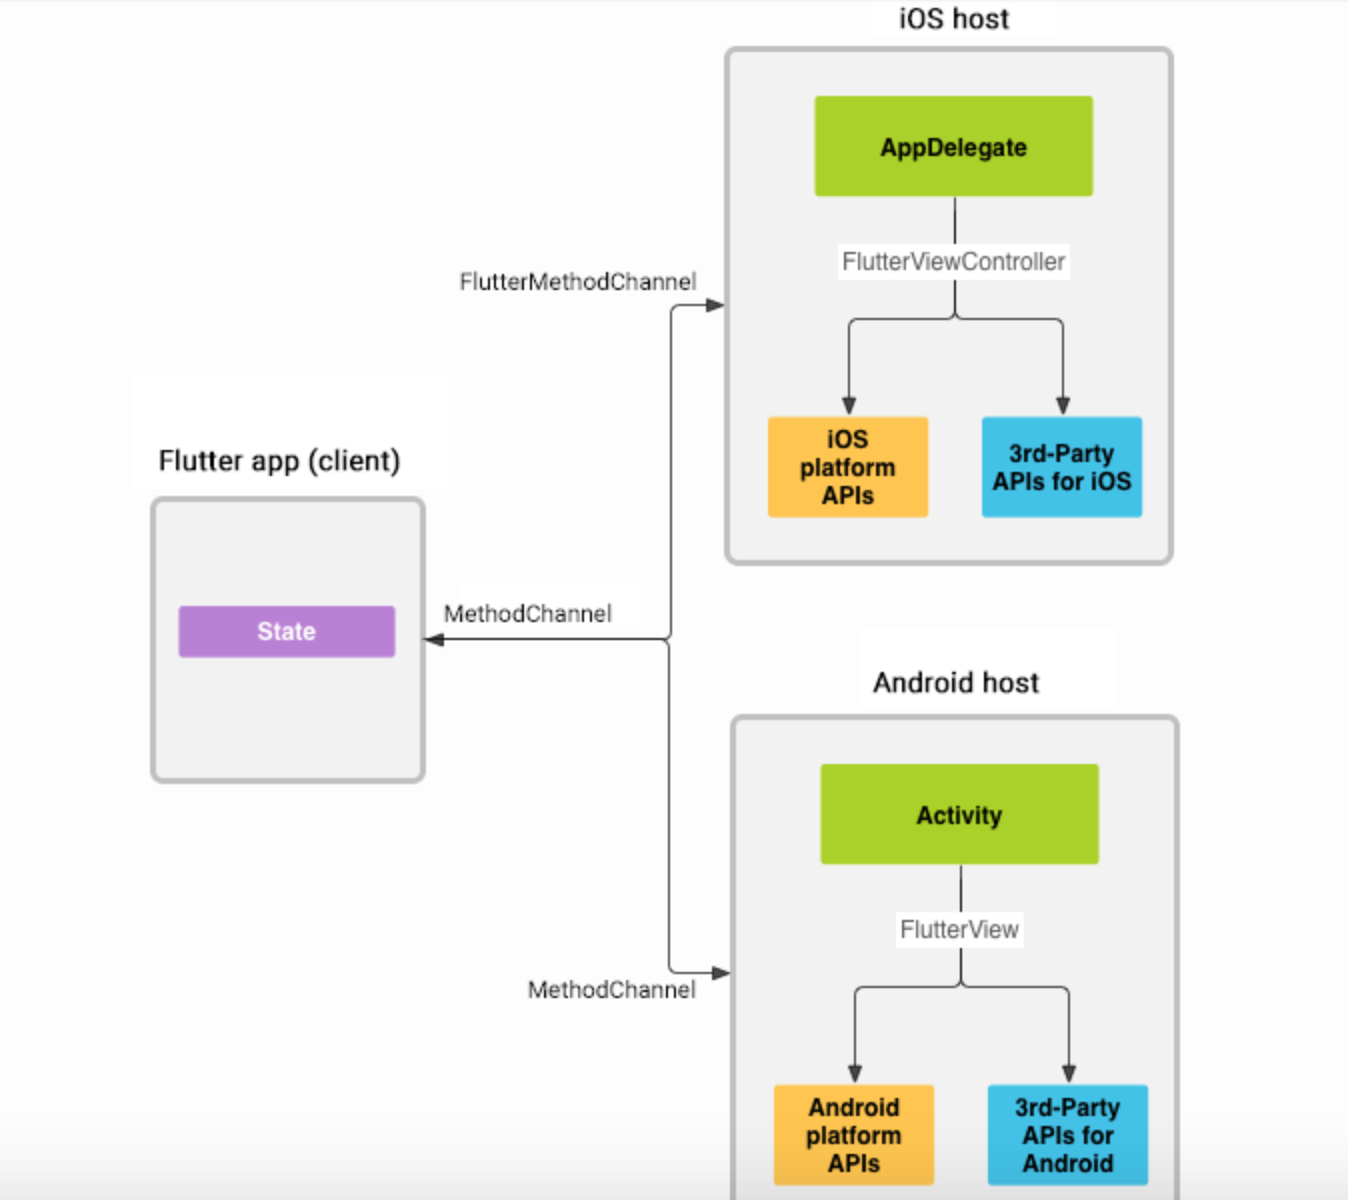 iOS host
AppDelegate
FlutterViewController
FlutterMethodChannel
iOS
platform
APIs
3rd-Party
APIs for iOS
Flutter app (client)
State
MethodChannel
Android host
Activity
FlutterView
MethodChannel
Android
platform
APIs
3rd-Party
APIs for
Android